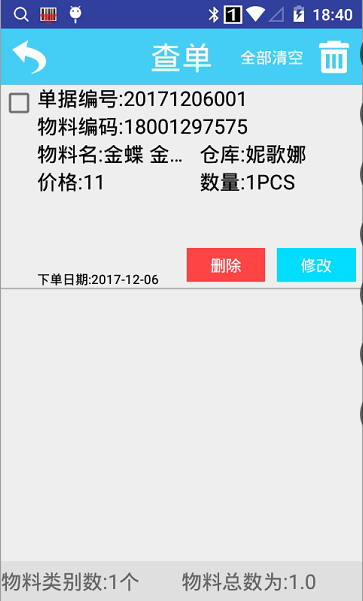 1 18:40
查单 全部清空
单据编号:20171206001
物料编码:18001297575
物料名:金蝶 金... 仓库:妮歌娜
价格:11 数量:1PCS
下单日期:2017-12-06 删除 修改
物料类别数:1个 物料总数为:1.0